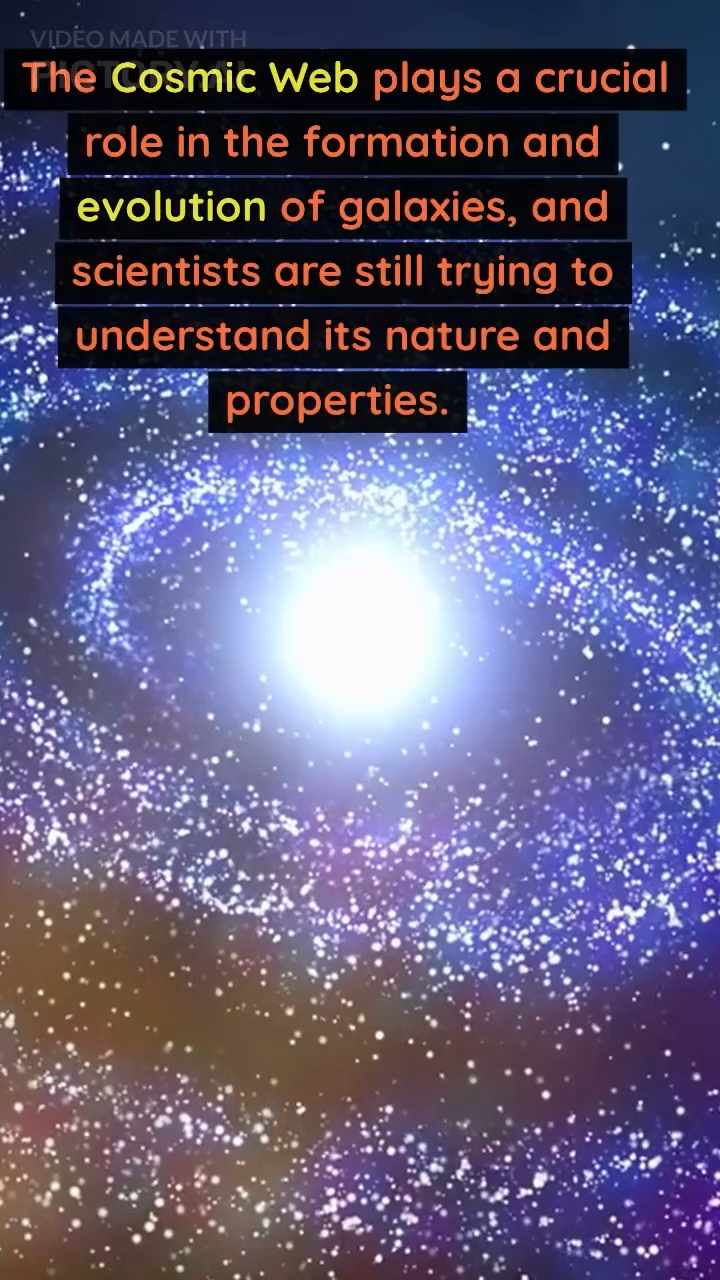 VIDEO MADE WITH
The Cosmic Web plays a crucial
role in the formation and
evolution of galaxies, and
scientists are still trying to
understand its nature and
properties.